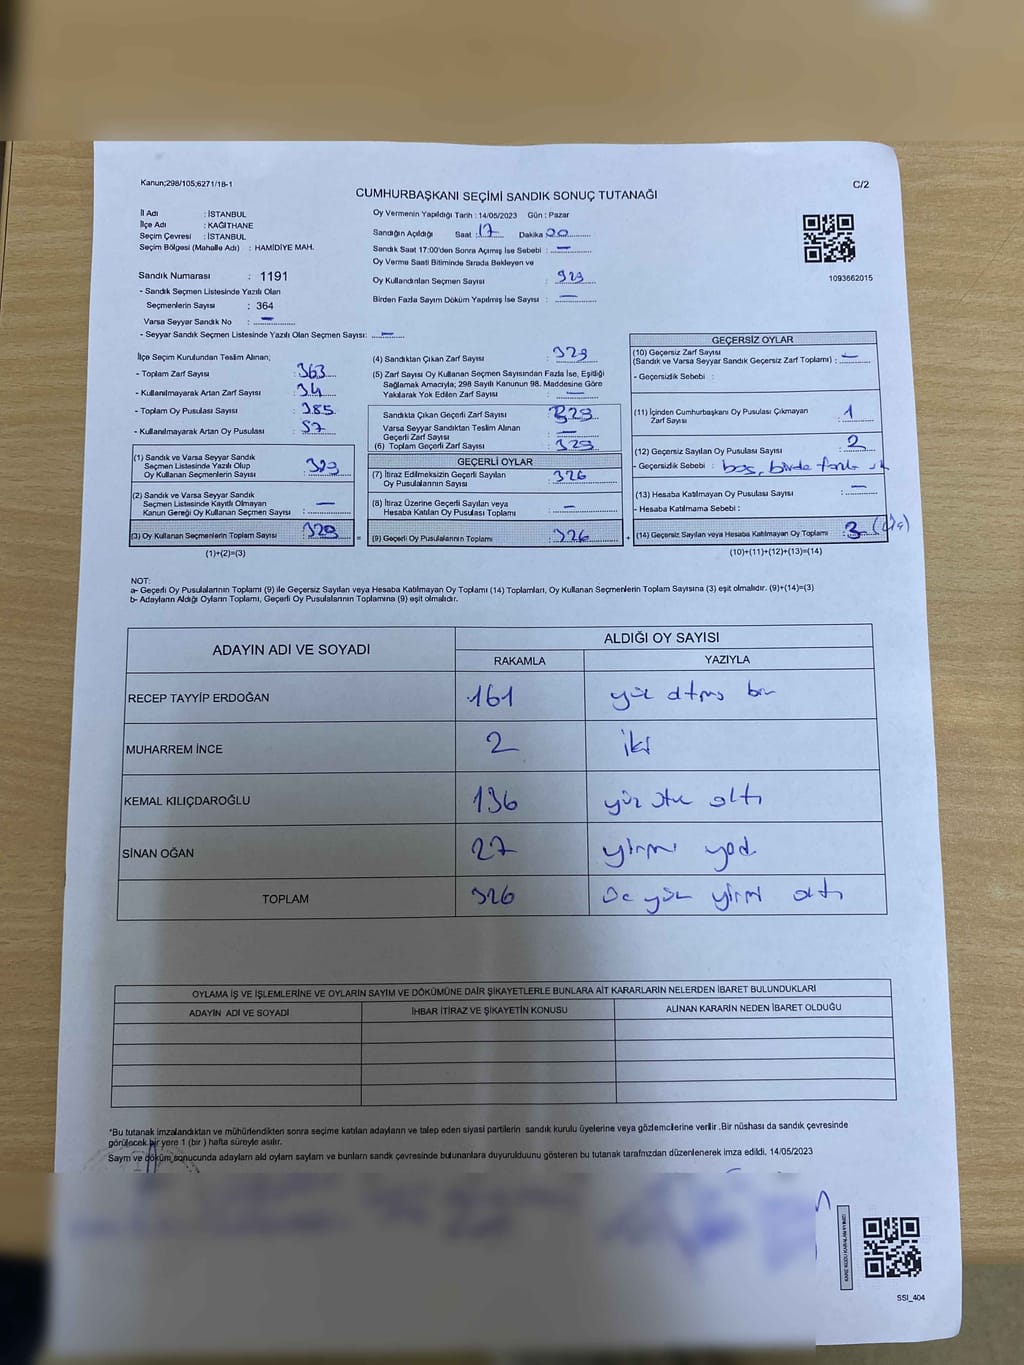 Kanun;298/105;6271/18-1
C/2
CUMHURBAŞKANI SEÇİMİ SANDIK SONUÇ TUTANAĞI
İl Adı : İSTANBUL
İlçe Adı : KAĞITHANE
Seçim Çevresi : İSTANBUL
Seçim Bölgesi (Mahalle Adı) : HAMİDİYE MAH.
Sandık Numarası : 1191
- Sandık Seçmen Listesinde Yazılı Olan
Seçmenlerin Sayısı : 364
Varsa Seyyar Sandık No : —
- Seyyar Sandık Seçmen Listesinde Yazılı Olan Seçmen Sayısı: —
Oy Vermenin Yapıldığı Tarih : 14/05/2023 Gün : Pazar
Sandığın Açıldığı Saat : 17 Dakika 00
Sandık Saat 17:00'den Sonra Açımış İse Sebebi : —
Oy Verme Saati Bitiminde Sırada Bekleyen ve
Oy Kullandırılan Seçmen Sayısı : 329
Birden Fazla Sayım Döküm Yapılmış İse Sayısı : —
1093662015
İlçe Seçim Kurulundan Teslim Alınan;
- Toplam Zarf Sayısı : 363
- Kullanılmayarak Artan Zarf Sayısı : 34
- Toplam Oy Pusulası Sayısı : 385
- Kullanılmayarak Artan Oy Pusulası : 57
(1) Sandık ve Varsa Seyyar Sandık
Seçmen Listesinde Yazılı Olup
Oy Kullanan Seçmenlerin Sayısı : 329
(2) Sandık ve Varsa Seyyar Sandık
Seçmen Listesinde Kayıtlı Olmayan
Kanun Gereği Oy Kullanan Seçmen Sayısı : —
(3) Oy Kullanan Seçmenlerin Toplam Sayısı : 329
(1)+(2)=(3)
(4) Sandıktan Çıkan Zarf Sayısı : 329
(5) Zarf Sayısı Oy Kullanan Seçmen Sayısından Fazla İse, Eşitliği
Sağlamak Amacıyla; 298 Sayılı Kanunun 98. Maddesine Göre
Yakılarak Yok Edilen Zarf Sayısı : —
Sandıkta Çıkan Geçerli Zarf Sayısı : 329
Varsa Seyyar Sandıktan Teslim Alınan
Geçerli Zarf Sayısı : —
(6) Toplam Geçerli Zarf Sayısı : 329
GEÇERLİ OYLAR
(7) İtiraz Edilmeksizin Geçerli Sayılan
Oy Pusulalarının Sayısı : 326
(8) İtiraz Üzerine Geçerli Sayılan veya
Hesaba Katılan Oy Pusulası Toplamı : —
= (9) Geçerli Oy Pusulalarının Toplamı : 326 +
GEÇERSİZ OYLAR
(10) Geçersiz Zarf Sayısı
(Sandık ve Varsa Seyyar Sandık Geçersiz Zarf Toplamı) : —
- Geçersizlik Sebebi :
(11) İçinden Cumhurbaşkanı Oy Pusulası Çıkmayan
Zarf Sayısı : 1
(12) Geçersiz Sayılan Oy Pusulası Sayısı : 2
- Geçersizlik Sebebi : boş, birden
(13) Hesaba Katılmayan Oy Pusulası Sayısı : —
- Hesaba Katılmama Sebebi :
(14) Geçersiz Sayılan veya Hesaba Katılmayan Oy Toplamı : 3 (üç)
(10)+(11)+(12)+(13)=(14)
NOT:
a- Geçerli Oy Pusulalarının Toplamı (9) ile Geçersiz Sayılan veya Hesaba Katılmayan Oy Toplamı (14) Toplamları, Oy Kullanan Seçmenlerin Toplam Sayısına (3) eşit olmalıdır. (9)+(14)=(3)
b- Adayların Aldığı Oyların Toplamı, Geçerli Oy Pusulalarının Toplamına (9) eşit olmalıdır.
ADAYIN ADI VE SOYADI ALDIĞI OY SAYISI
RAKAMLA YAZIYLA
RECEP TAYYİP ERDOĞAN 161 yüz atmış bir
MUHARREM İNCE 2 iki
KEMAL KILIÇDAROĞLU 136 yüz otuz altı
SİNAN OĞAN 27 yirmi yedi
TOPLAM 326 üç yüz yirmi altı
OYLAMA İŞ VE İŞLEMLERİNE VE OYLARIN SAYIM VE DÖKÜMÜNE DAİR ŞİKAYETLERLE BUNLARA AİT KARARLARIN NELERDEN İBARET BULUNDUKLARI
ADAYIN ADI VE SOYADI İHBAR İTİRAZ VE ŞİKAYETİN KONUSU ALINAN KARARIN NEDEN İBARET OLDUĞU
*Bu tutanak imzalandıktan ve mühürlendikten sonra seçime katılan adayların ve talep eden siyasi partilerin sandık kurulu üyelerine veya gözlemcilerine verilir .Bir nüshası da sandık çevresinde
görülecek bir yere 1 (bir ) hafta süreyle asılır.
Sayım ve döküm sonucunda adayların ald oyların sayların ve bunların sandk çevresinde bulunanlara duyurulduunu gösteren bu tutanak tarafmzdan düzenlenerek imza edildi. 14/05/2023
SSI_404